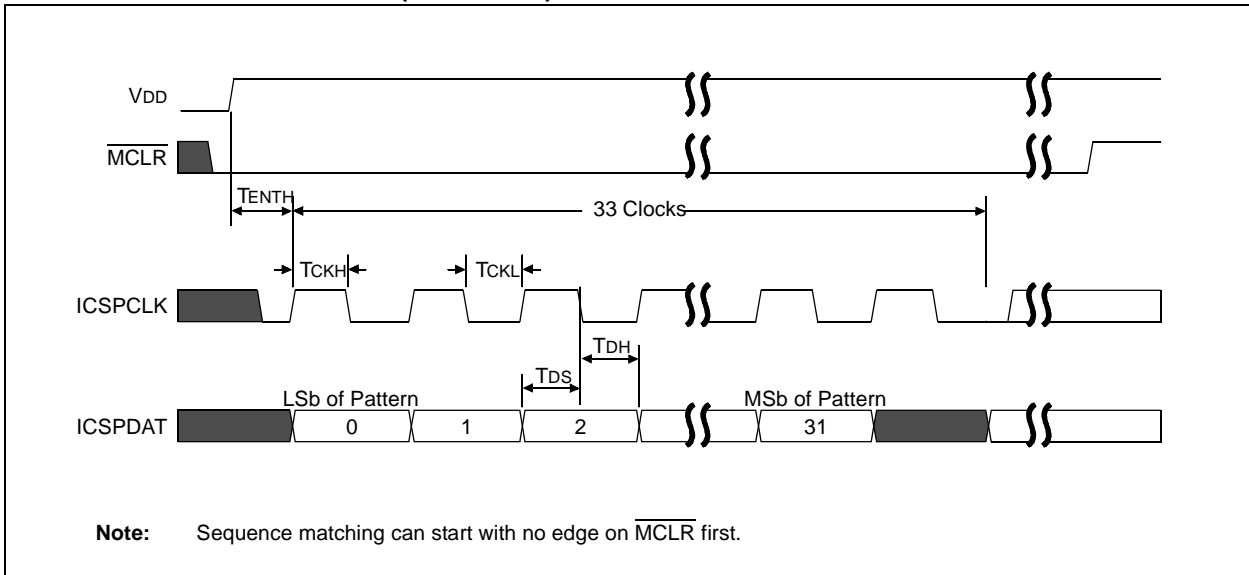 VDD
MCLR
TENTH
33 Clocks
TCKH
TCKL
ICSPCLK
TDH
TDS
LSb of Pattern
MSb of Pattern
ICSPDAT
0
1
2
31
Note: Sequence matching can start with no edge on MCLR first.